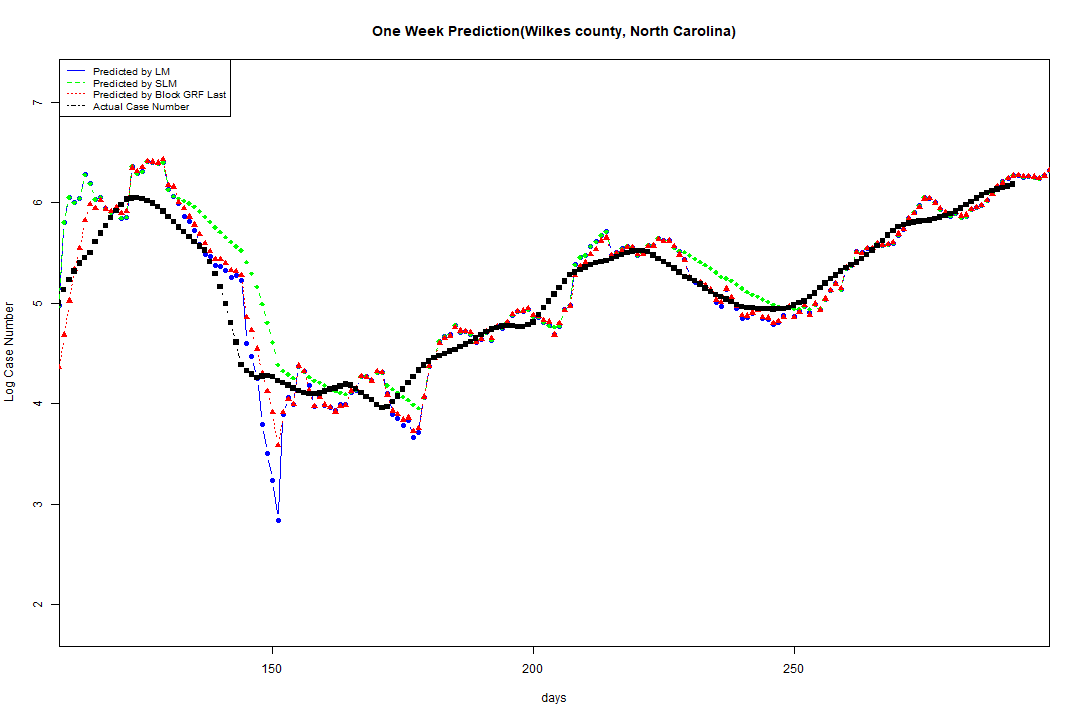 One Week Prediction(Wilkes county, North Carolina)
Predicted by LM
Predicted by SLM
Predicted by Block GRF Last
Actual Case Number
7
6
5
4
3
2
Log Case Number
150
200
250
days